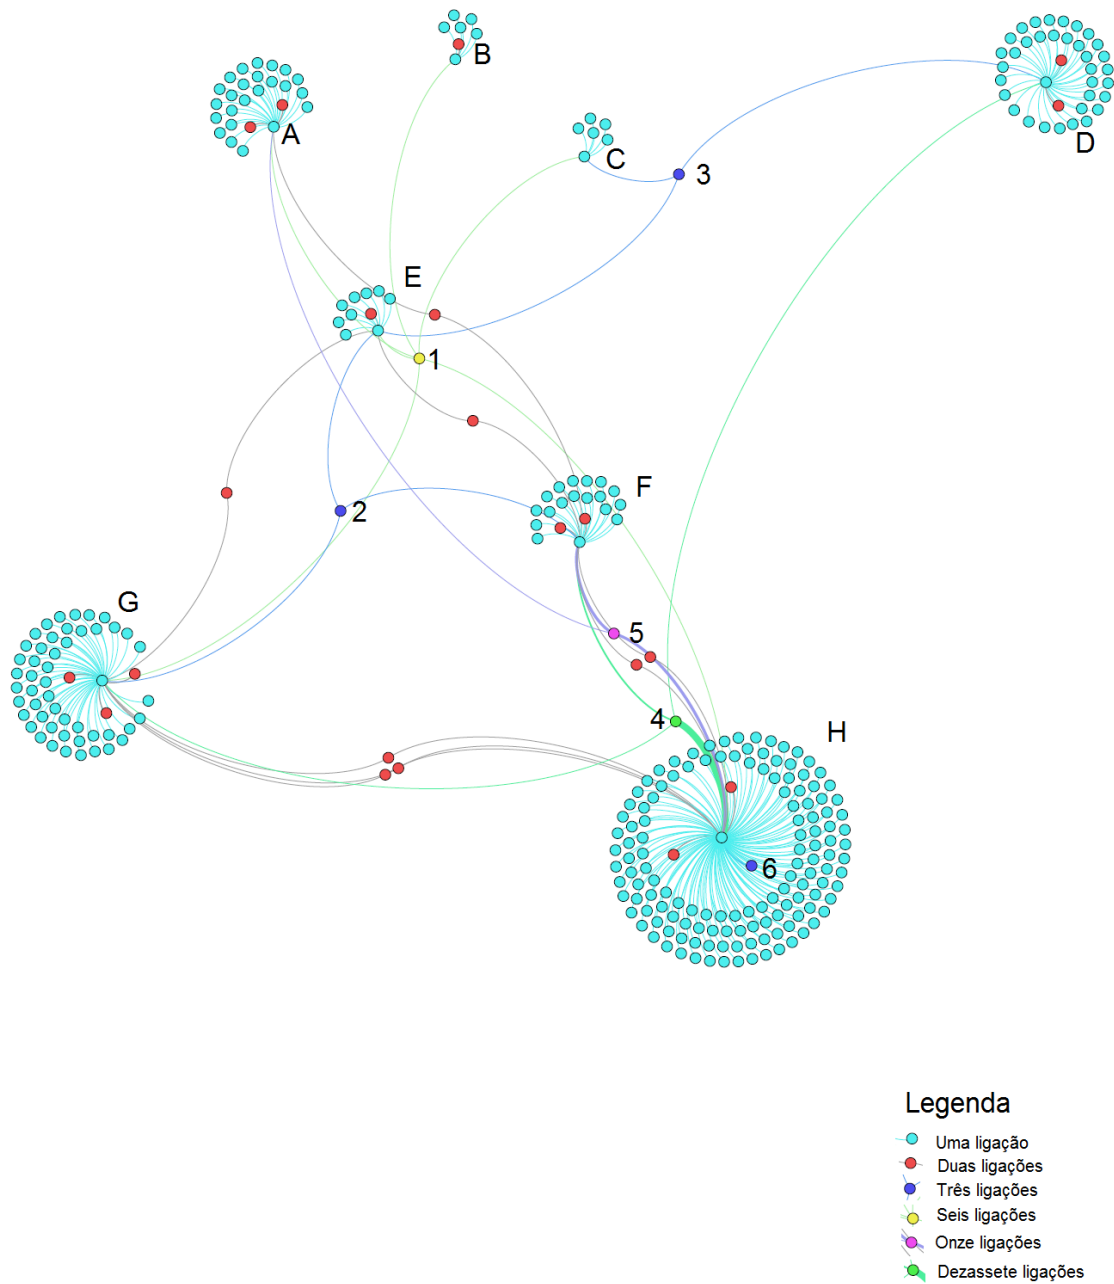 B
A
D
C
3
E
1
F
2
G
5
4
H
6
Legenda
Uma ligação
Duas ligações
Três ligações
Seis ligações
Onze ligações
Dezassete ligações